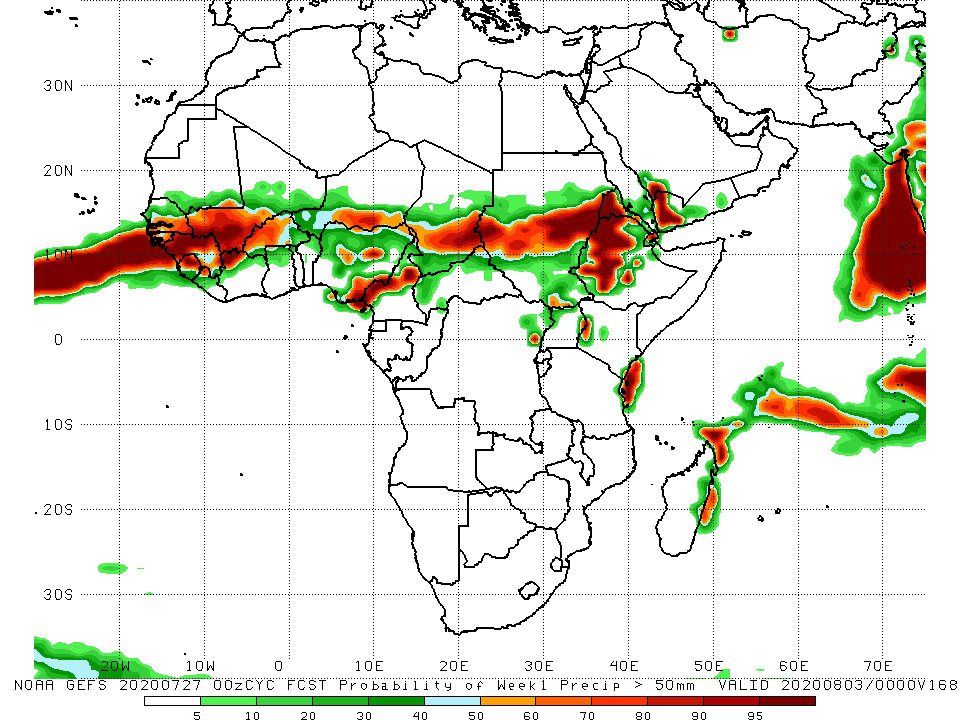 30N
20N
10N
0
10S
20S
30S
20W 10W 0 10E 20E 30E 40E 50E 60E 70E
NOAA GEFS 20200727 00zCYC FCST Probability of Week1 Precip > 50mm VALID 20200803/0000V168
5 10 20 30 40 50 60 70 80 90 95